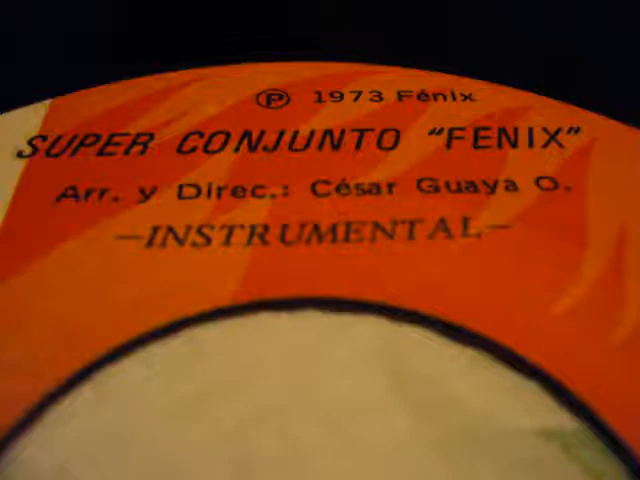 ℗ 1973 Fénix
SUPER CONJUNTO "FENIX"
Arr. y Direc.: César Guaya O.
-INSTRUMENTAL-